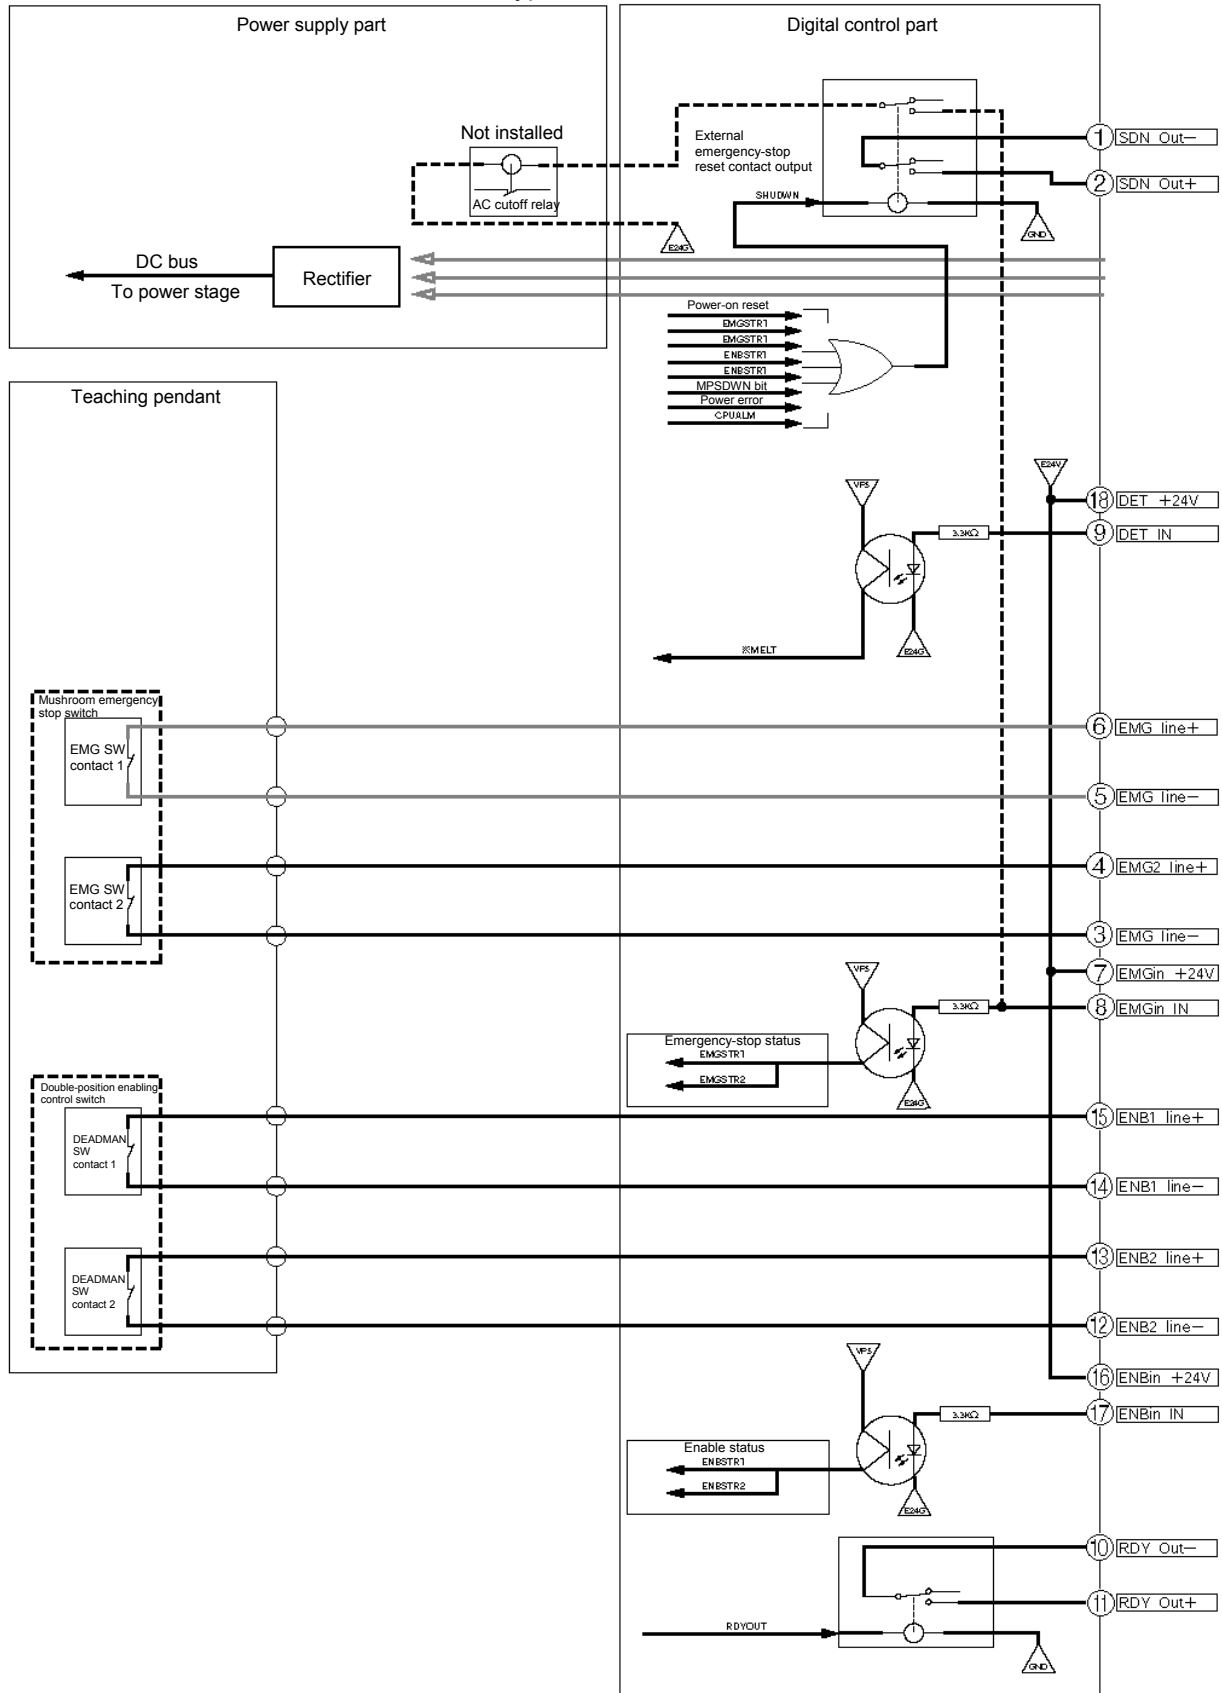 Power supply part
Digital control part
Not installed
AC cutoff relay
External
emergency-stop
reset contact output
1 SDN Out−
2 SDN Out+
SHUDWN
GND
E24G
DC bus
To power stage
Rectifier
Power-on reset
EMGSTR1
EMGSTR1
ENBSTR1
ENBSTR1
MPSDWN bit
Power error
CPUALM
Teaching pendant
E24V
18 DET +24V
VPS
3.3KΩ
9 DET IN
E24G
※MELT
Mushroom emergency
stop switch
EMG SW
contact 1
6 EMG line+
5 EMG line−
EMG SW
contact 2
4 EMG2 line+
3 EMG line−
7 EMGin +24V
VPS
3.3KΩ
8 EMGin IN
Emergency-stop status
EMGSTR1
EMGSTR2
E24G
Double-position enabling
control switch
DEADMAN
SW
contact 1
15 ENB1 line+
14 ENB1 line−
DEADMAN
SW
contact 2
13 ENB2 line+
12 ENB2 line−
16 ENBin +24V
VPS
3.3KΩ
17 ENBin IN
Enable status
ENBSTR1
ENBSTR2
E24G
10 RDY Out−
11 RDY Out+
RDYOUT
GND